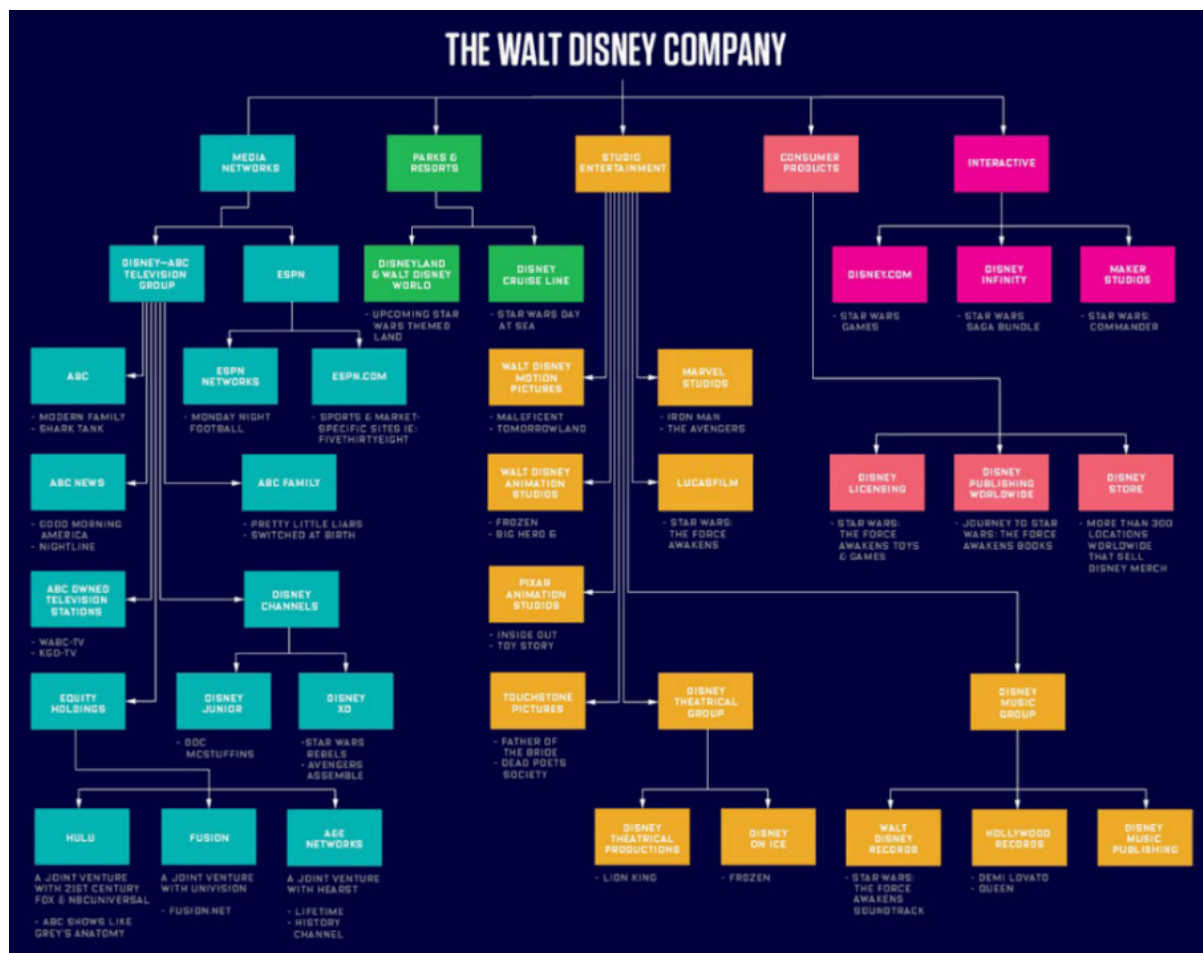 THE WALT DISNEY COMPANY
MEDIA
NETWORKS
PARKS &
RESORTS
STUDIO
ENTERTAINMENT
CONSUMER
PRODUCTS
INTERACTIVE
DISNEY—ABC
TELEVISION
GROUP
ESPN
DISNEYLAND
& WALT DISNEY
WORLD
- UPCOMING STAR
WARS THEMED
LAND
DISNEY
CRUISE LINE
- STAR WARS DAY
AT SEA
DISNEY.COM
- STAR WARS
GAMES
DISNEY
INFINITY
- STAR WARS
SAGA BUNDLE
MAKER
STUDIOS
- STAR WARS:
COMMANDER
ABC
- MODERN FAMILY
- SHARK TANK
ESPN
NETWORKS
- MONDAY NIGHT
FOOTBALL
ESPN.COM
- SPORTS & MARKET-
SPECIFIC SITES IE:
FIVETHIRTYEIGHT
WALT DISNEY
MOTION
PICTURES
- MALEFICENT
- TOMORROWLAND
MARVEL
STUDIOS
- IRON MAN
- THE AVENGERS
ABC NEWS
- GOOD MORNING
AMERICA
- NIGHTLINE
ABC FAMILY
- PRETTY LITTLE LIARS
- SWITCHED AT BIRTH
WALT DISNEY
ANIMATION
STUDIOS
- FROZEN
- BIG HERO 6
LUCASFILM
- STAR WARS:
THE FORCE
AWAKENS
DISNEY
LICENSING
- STAR WARS:
THE FORCE
AWAKENS TOYS
& GAMES
DISNEY
PUBLISHING
WORLDWIDE
- JOURNEY TO STAR
WARS: THE FORCE
AWAKENS BOOKS
DISNEY
STORE
- MORE THAN 300
LOCATIONS
WORLDWIDE
THAT SELL
DISNEY MERCH
ABC OWNED
TELEVISION
STATIONS
- WABC-TV
- KGO-TV
DISNEY
CHANNELS
PIXAR
ANIMATION
STUDIOS
- INSIDE OUT
- TOY STORY
EQUITY
HOLDINGS
DISNEY
JUNIOR
- DOC
MCSTUFFINS
DISNEY
XD
-STAR WARS
REBELS
- AVENGERS
ASSEMBLE
TOUCHSTONE
PICTURES
- FATHER OF
THE BRIDE
- DEAD POETS
SOCIETY
DISNEY
THEATRICAL
GROUP
DISNEY
MUSIC
GROUP
HULU
A JOINT VENTURE
WITH 21ST CENTURY
FOX & NBCUNIVERSAL
- ABC SHOWS LIKE
GREY'S ANATOMY
FUSION
A JOINT VENTURE
WITH UNIVISION
- FUSION.NET
A&E
NETWORKS
A JOINT VENTURE
WITH HEARST
- LIFETIME
- HISTORY
CHANNEL
DISNEY
THEATRICAL
PRODUCTIONS
- LION KING
DISNEY
ON ICE
- FROZEN
WALT
DISNEY
RECORDS
- STAR WARS:
THE FORCE
AWAKENS
SOUNDTRACK
HOLLYWOOD
RECORDS
- DEMI LOVATO
- QUEEN
DISNEY
MUSIC
PUBLISHING